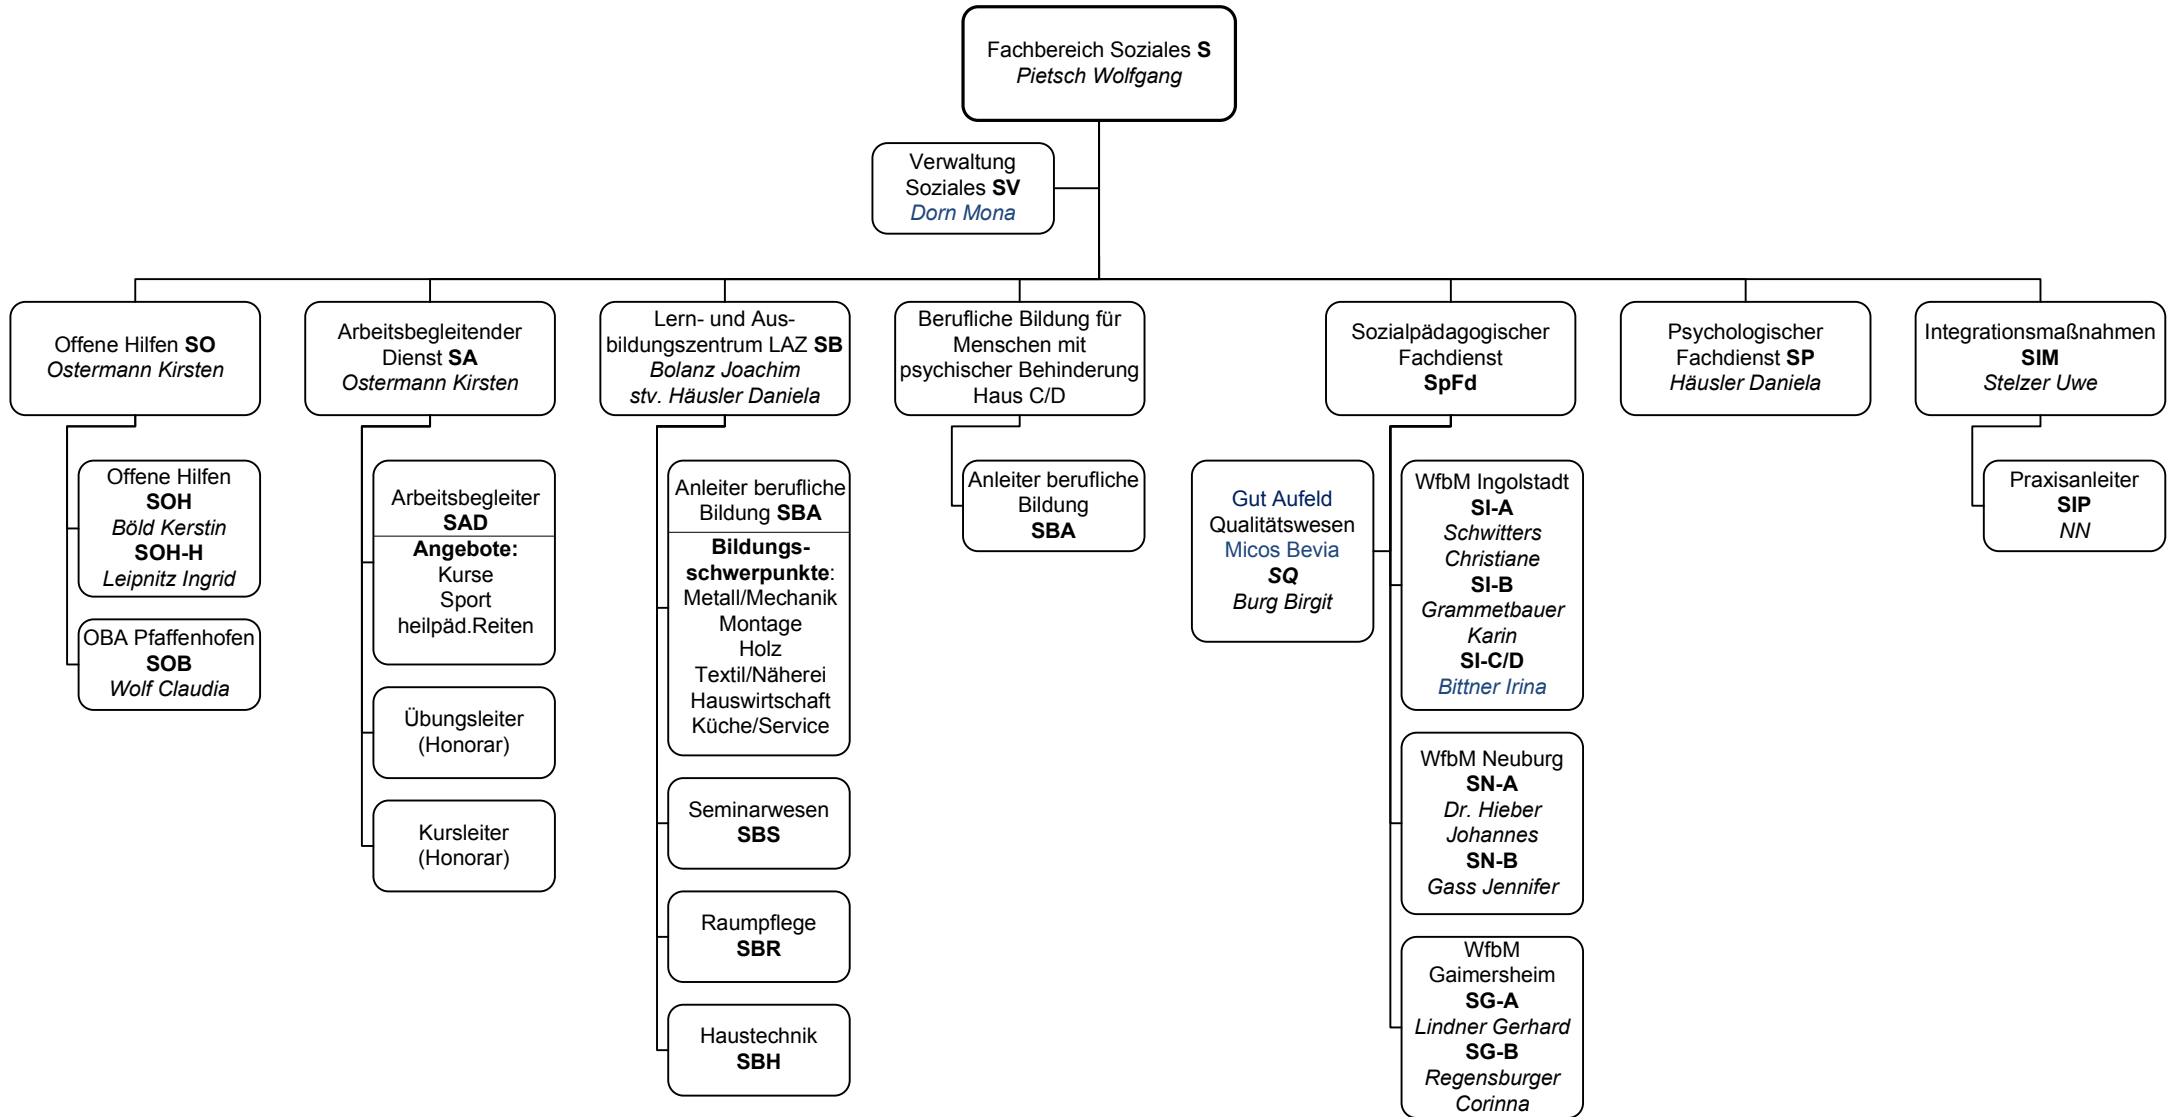 Fachbereich Soziales S
Pietsch Wolfgang
Verwaltung
Soziales SV
Dorn Mona
Offene Hilfen SO
Ostermann Kirsten
Arbeitsbegleitender
Dienst SA
Ostermann Kirsten
Lern- und Aus-
bildungszentrum LAZ SB
Bolanz Joachim
stv. Häusler Daniela
Berufliche Bildung für
Menschen mit
psychischer Behinderung
Haus C/D
Sozialpädagogischer
Fachdienst
SpFd
Psychologischer
Fachdienst SP
Häusler Daniela
Integrationsmaßnahmen
SIM
Stelzer Uwe
Offene Hilfen
SOH
Böld Kerstin
SOH-H
Leipnitz Ingrid
OBA Pfaffenhofen
SOB
Wolf Claudia
Arbeitsbegleiter
SAD
Angebote:
Kurse
Sport
heilpäd.Reiten
Übungsleiter
(Honorar)
Kursleiter
(Honorar)
Anleiter berufliche
Bildung SBA
Bildungs-
schwerpunkte:
Metall/Mechanik
Montage
Holz
Textil/Näherei
Hauswirtschaft
Küche/Service
Seminarwesen
SBS
Raumpflege
SBR
Haustechnik
SBH
Anleiter berufliche
Bildung
SBA
Gut Aufeld
Qualitätswesen
Micos Bevia
SQ
Burg Birgit
WfbM Ingolstadt
SI-A
Schwitters
Christiane
SI-B
Grammetbauer
Karin
SI-C/D
Bittner Irina
WfbM Neuburg
SN-A
Dr. Hieber
Johannes
SN-B
Gass Jennifer
WfbM
Gaimersheim
SG-A
Lindner Gerhard
SG-B
Regensburger
Corinna
Praxisanleiter
SIP
NN